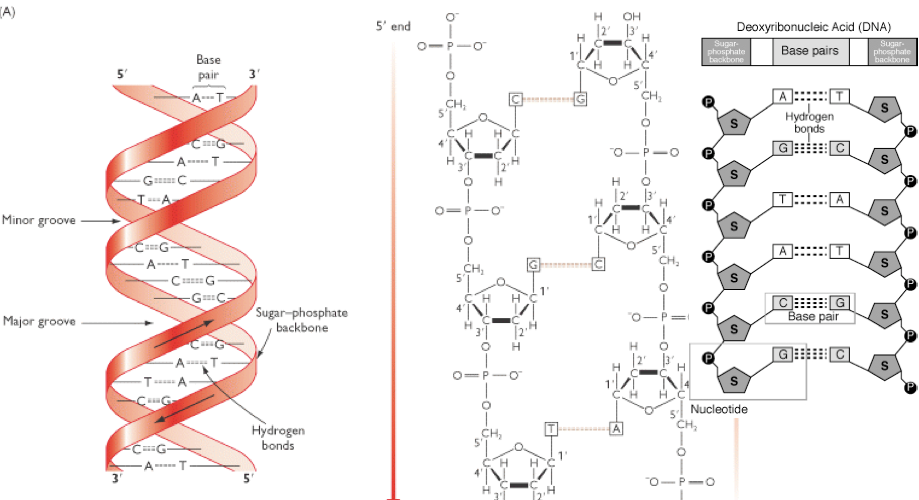 (A)
5′ 3′
Base
pair
A T
C G
A T
G C
T A
Minor groove
C G
A T
C G
G C
Major groove
Sugar–phosphate
backbone
C G
A T
T A
C G
Hydrogen
bonds
C G
A T
3′ 5′
5′ end
O⁻
O P O⁻
O
CH₂
5′
O
4′
3′ 2′
H H
H
C C
C G
H OH
H 2′ 3′ H
C C
1′ 4′
C C
H O H
5′
CH₂
O
⁻O P O
O
O P O⁻
O
CH₂
5′
O
4′ 1′
3′ 2′
G C
H H
2′ 3′
1′ 4′
O
5′
CH₂
O
⁻O P
O
O P O⁻
O
CH₂
5′
O
4′ 1′
3′ 2′
T A
H H
2′ 3′
1′ 4
O
5′
CH₂
O
⁻O P O
Deoxyribonucleic Acid (DNA)
Sugar-
phosphate
backbone
Base pairs
Sugar-
phosphate
backbone
P A T S
S Hydrogen
bonds
P
G C
P S S
P
P T A S
S P
P A T S
S P
P C G S
S Base pair P
P G C S
S P
Nucleotide